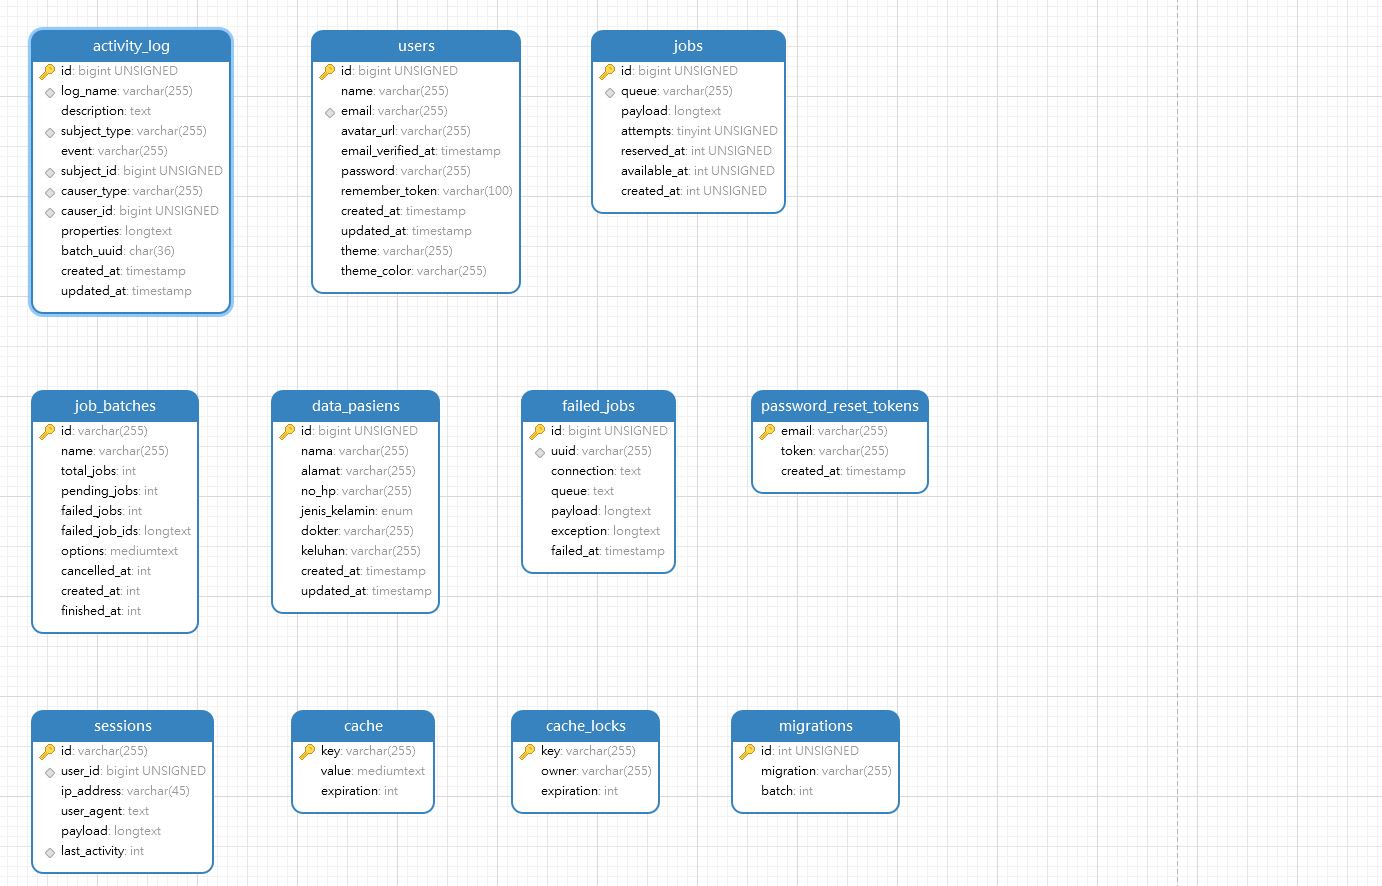 activity_log
id: bigint UNSIGNED
log_name: varchar(255)
description: text
subject_type: varchar(255)
event: varchar(255)
subject_id: bigint UNSIGNED
causer_type: varchar(255)
causer_id: bigint UNSIGNED
properties: longtext
batch_uuid: char(36)
created_at: timestamp
updated_at: timestamp
users
id: bigint UNSIGNED
name: varchar(255)
email: varchar(255)
avatar_url: varchar(255)
email_verified_at: timestamp
password: varchar(255)
remember_token: varchar(100)
created_at: timestamp
updated_at: timestamp
theme: varchar(255)
theme_color: varchar(255)
jobs
id: bigint UNSIGNED
queue: varchar(255)
payload: longtext
attempts: tinyint UNSIGNED
reserved_at: int UNSIGNED
available_at: int UNSIGNED
created_at: int UNSIGNED
job_batches
id: varchar(255)
name: varchar(255)
total_jobs: int
pending_jobs: int
failed_jobs: int
failed_job_ids: longtext
options: mediumtext
cancelled_at: int
created_at: int
finished_at: int
data_pasiens
id: bigint UNSIGNED
nama: varchar(255)
alamat: varchar(255)
no_hp: varchar(255)
jenis_kelamin: enum
dokter: varchar(255)
keluhan: varchar(255)
created_at: timestamp
updated_at: timestamp
failed_jobs
id: bigint UNSIGNED
uuid: varchar(255)
connection: text
queue: text
payload: longtext
exception: longtext
failed_at: timestamp
password_reset_tokens
email: varchar(255)
token: varchar(255)
created_at: timestamp
sessions
id: varchar(255)
user_id: bigint UNSIGNED
ip_address: varchar(45)
user_agent: text
payload: longtext
last_activity: int
cache
key: varchar(255)
value: mediumtext
expiration: int
cache_locks
key: varchar(255)
owner: varchar(255)
expiration: int
migrations
id: int UNSIGNED
migration: varchar(255)
batch: int